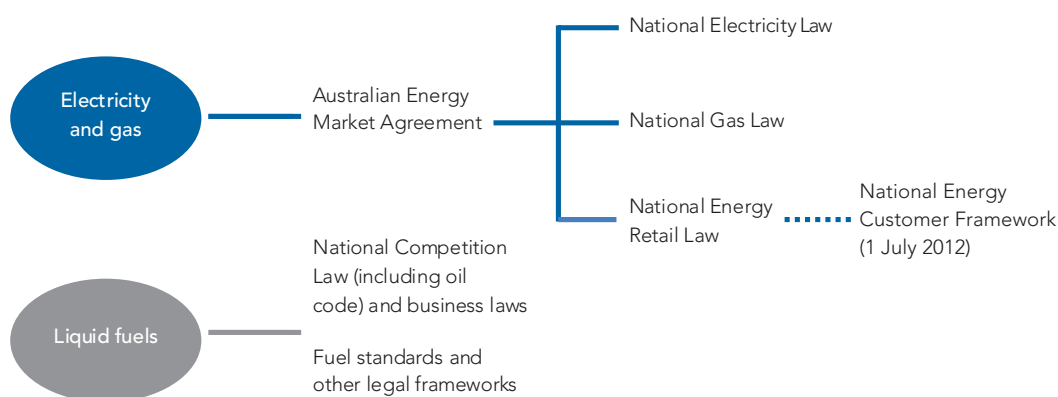 Electricity
and gas
Australian Energy
Market Agreement
National Electricity Law
National Gas Law
National Energy
Retail Law
National Energy
Customer Framework
(1 July 2012)
Liquid fuels
National Competition
Law (including oil
code) and business laws
Fuel standards and
other legal frameworks